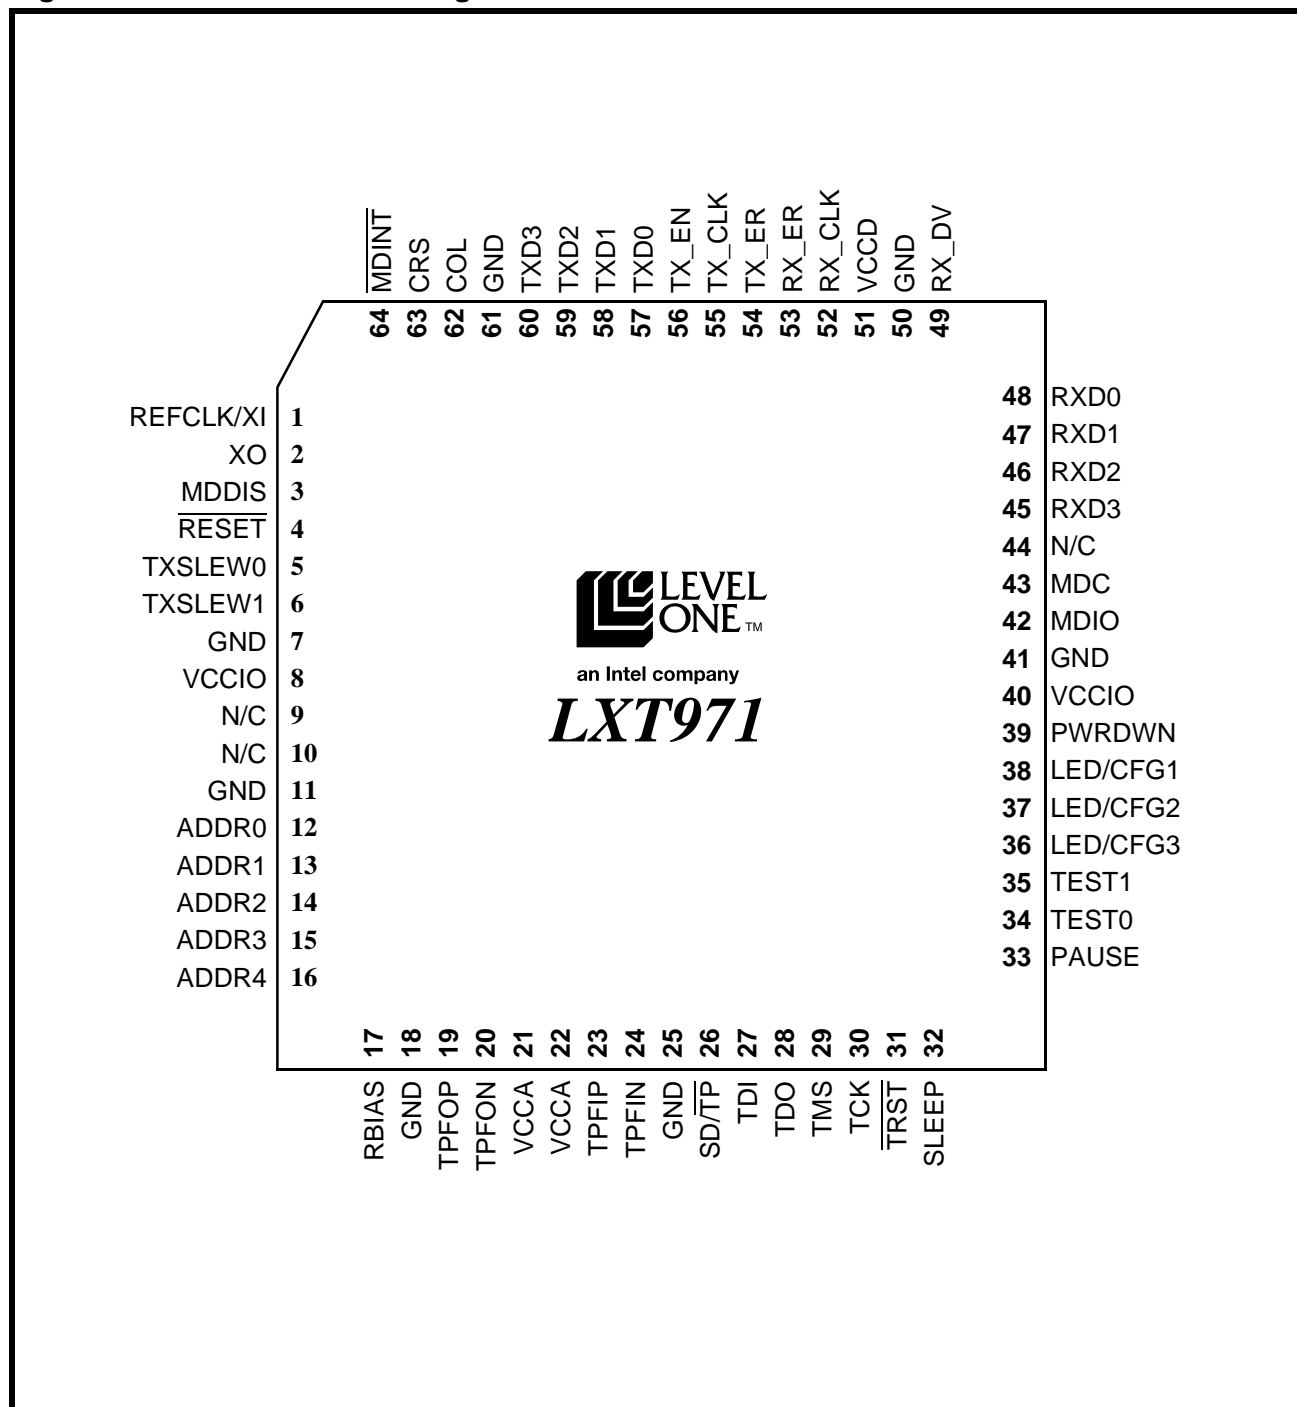 MDINT
CRS
COL
GND
TXD3
TXD2
TXD1
TXD0
TX_EN
TX_CLK
TX_ER
RX_ER
RX_CLK
VCCD
GND
RX_DV
64 63 62 61 60 59 58 57 56 55 54 53 52 51 50 49
REFCLK/XI 1
XO 2
MDDIS 3
RESET 4
TXSLEW0 5
TXSLEW1 6
GND 7
VCCIO 8
N/C 9
N/C 10
GND 11
ADDR0 12
ADDR1 13
ADDR2 14
ADDR3 15
ADDR4 16
LEVEL
ONE TM
an Intel company
LXT971
48 RXD0
47 RXD1
46 RXD2
45 RXD3
44 N/C
43 MDC
42 MDIO
41 GND
40 VCCIO
39 PWRDWN
38 LED/CFG1
37 LED/CFG2
36 LED/CFG3
35 TEST1
34 TEST0
33 PAUSE
17 18 19 20 21 22 23 24 25 26 27 28 29 30 31 32
RBIAS
GND
TPFOP
TPFON
VCCA
VCCA
TPFIP
TPFIN
GND
SD/TP
TDI
TDO
TMS
TCK
TRST
SLEEP